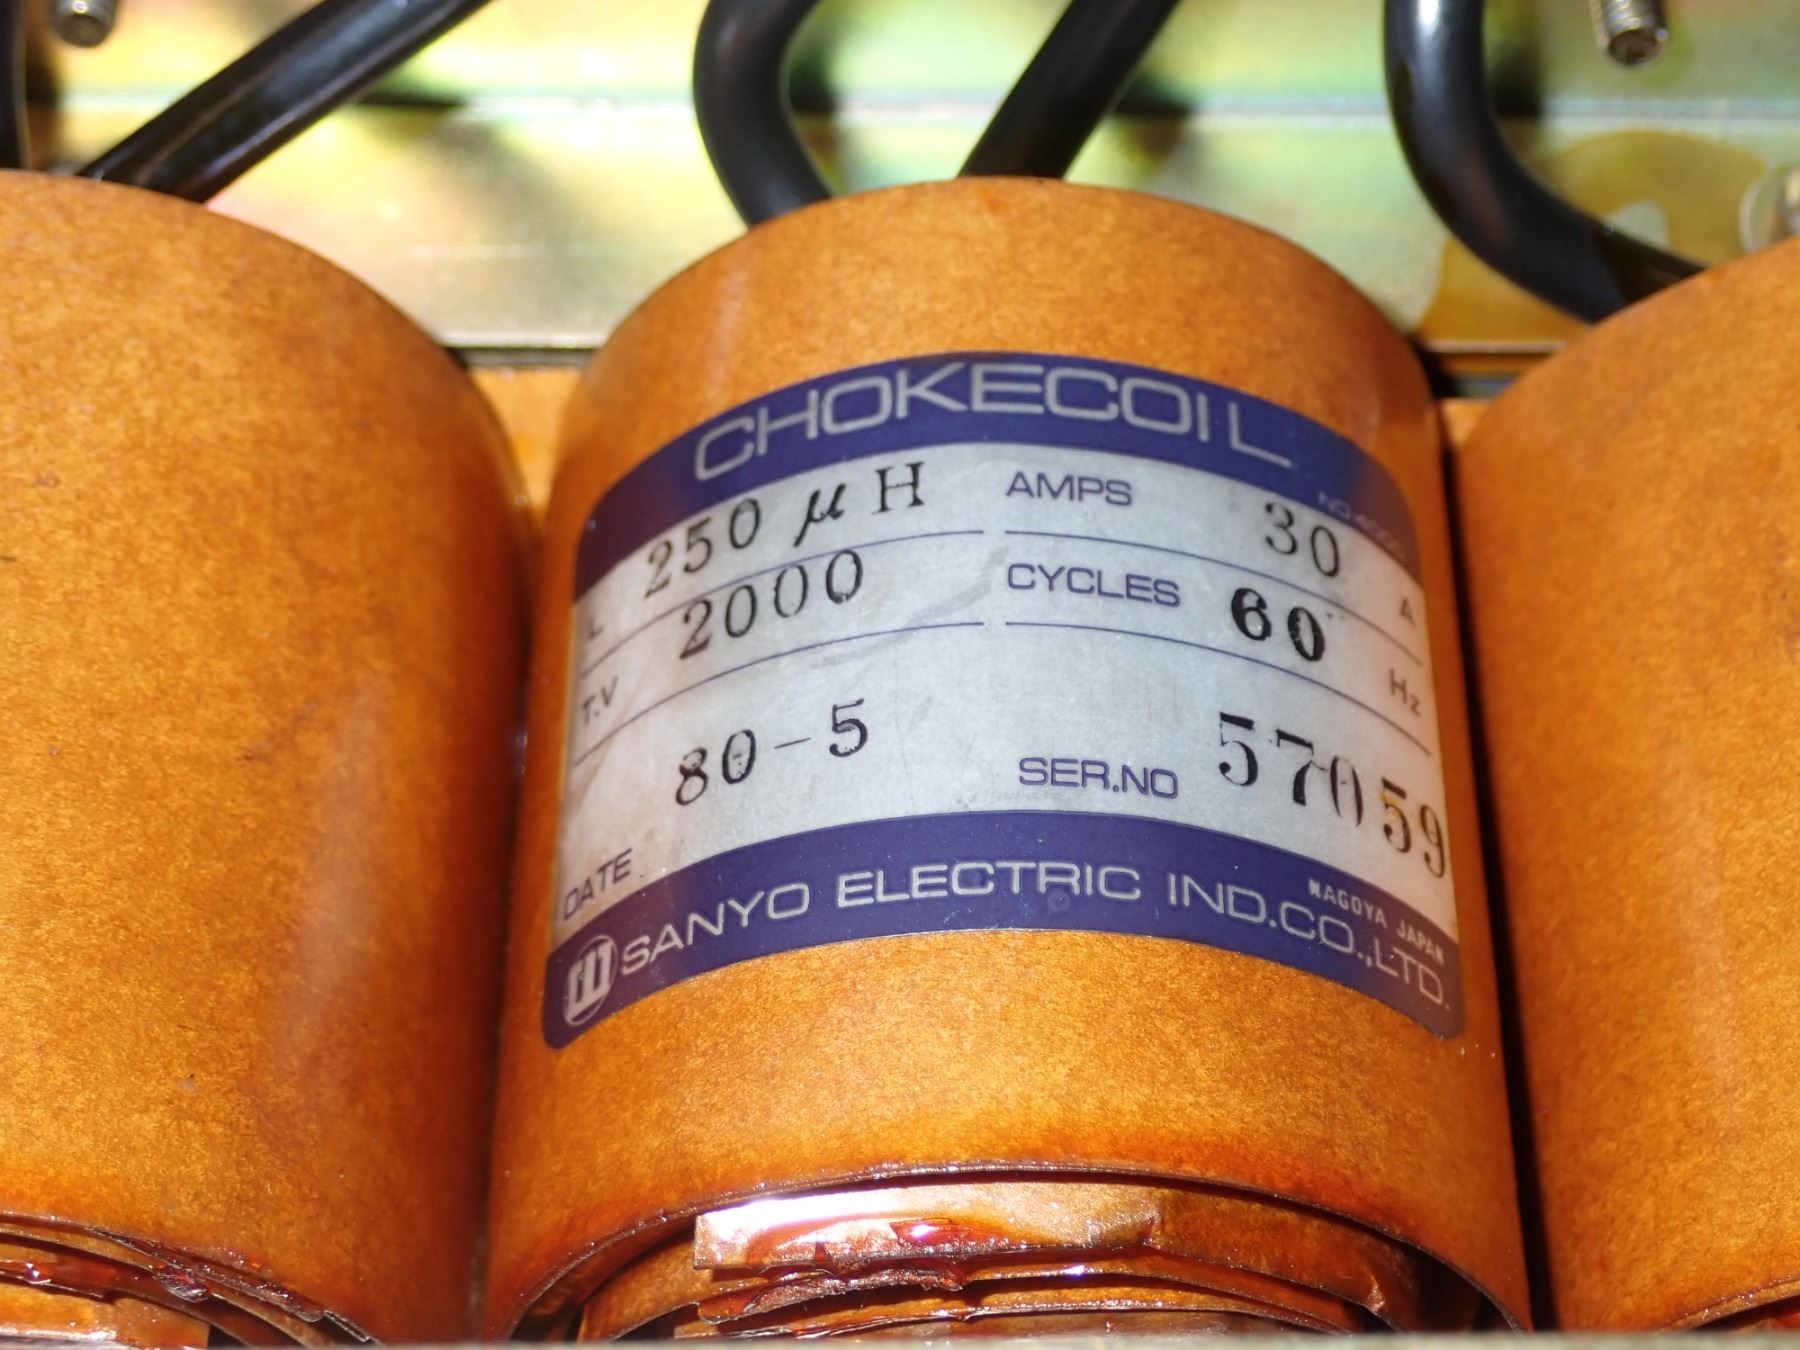 CHOKECOIL
L 250 μH AMPS 30 A
T.V 2000 CYCLES 60 Hz
DATE 80-5 SER.NO 57059
SANYO ELECTRIC IND.CO.,LTD.
NAGOYA JAPAN